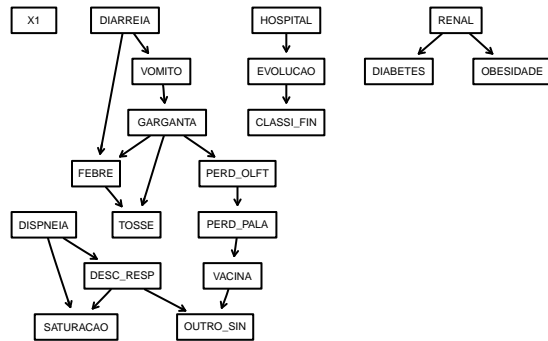 X1 DIARREIA HOSPITAL RENAL
VOMITO EVOLUCAO DIABETES OBESIDADE
GARGANTA CLASSI_FIN
FEBRE PERD_OLFT
DISPNEIA TOSSE PERD_PALA
DESC_RESP VACINA
SATURACAO OUTRO_SIN